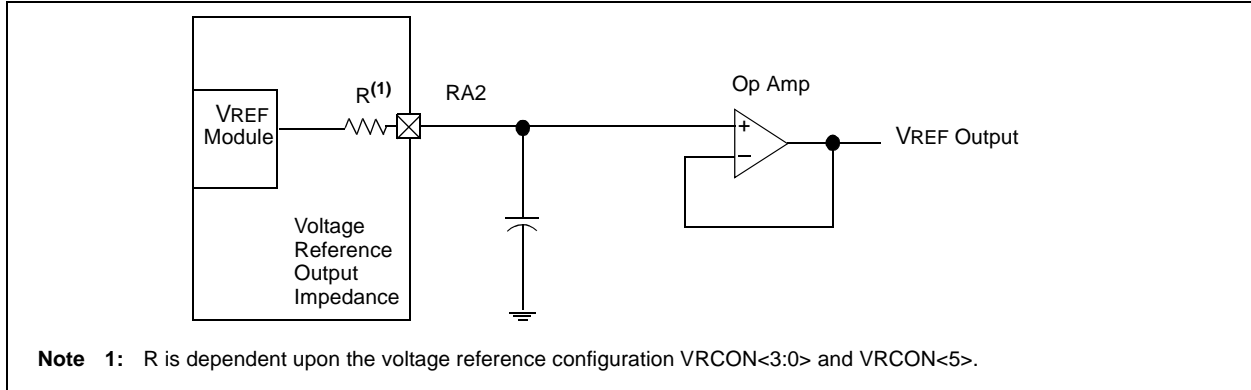 Op Amp
R(1)
RA2
VREF
Module
+
–
VREF Output
Voltage
Reference
Output
Impedance
Note 1: R is dependent upon the voltage reference configuration VRCON<3:0> and VRCON<5>.